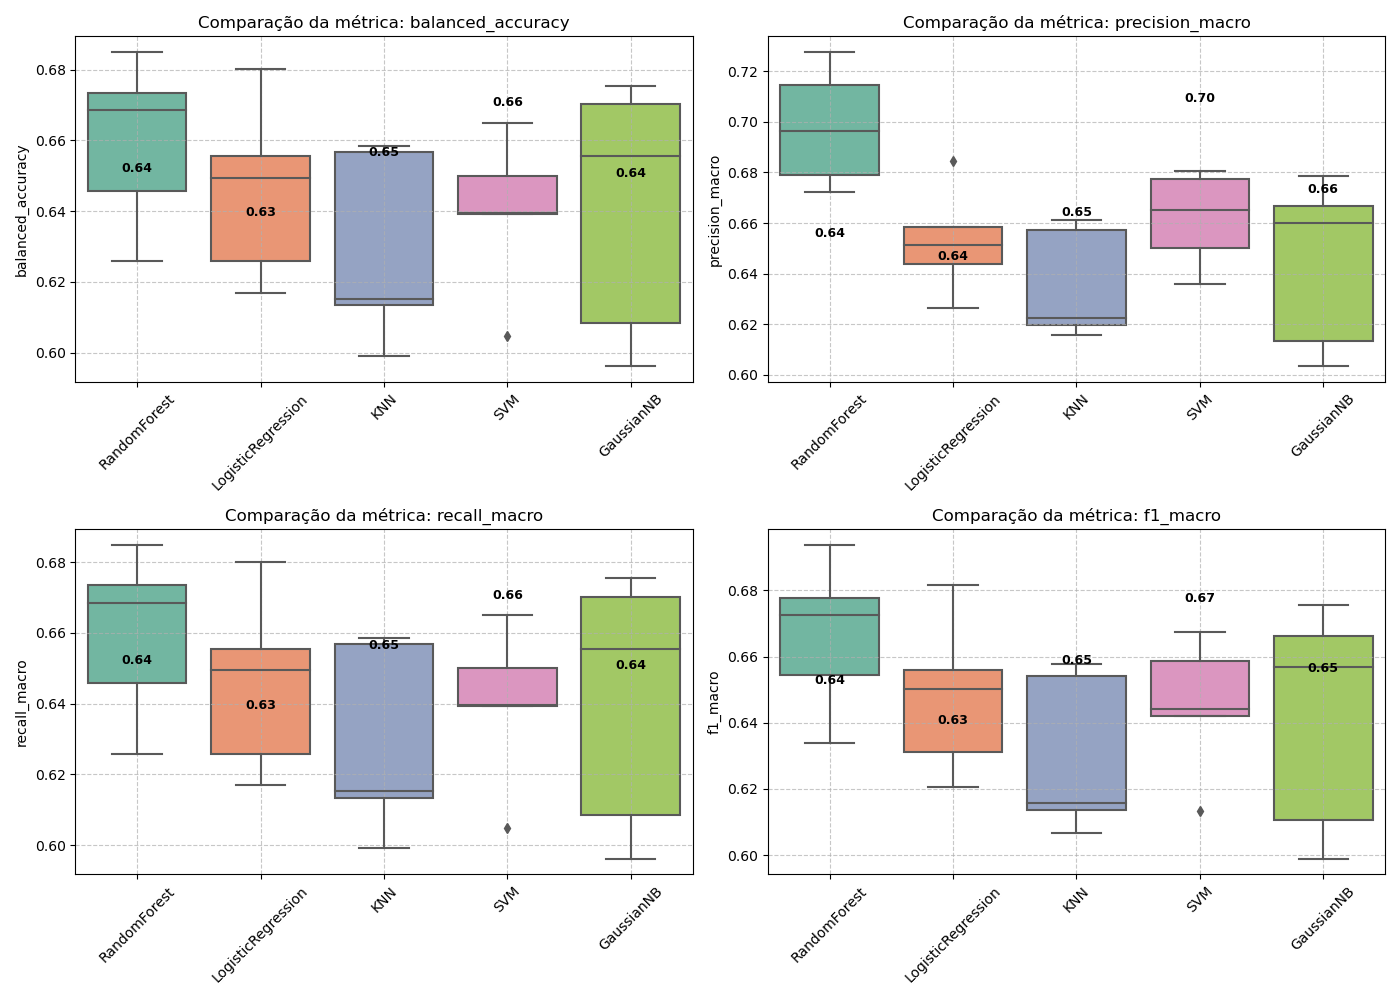 Comparação da métrica: balanced_accuracy
balanced_accuracy
0.68
0.66
0.64
0.62
0.60
0.64
0.63
0.65
0.66
0.64
RandomForest
LogisticRegression
KNN
SVM
GaussianNB
Comparação da métrica: precision_macro
precision_macro
0.72
0.70
0.68
0.66
0.64
0.62
0.60
0.64
0.64
0.65
0.70
0.66
RandomForest
LogisticRegression
KNN
SVM
GaussianNB
Comparação da métrica: recall_macro
recall_macro
0.68
0.66
0.64
0.62
0.60
0.64
0.63
0.65
0.66
0.64
RandomForest
LogisticRegression
KNN
SVM
GaussianNB
Comparação da métrica: f1_macro
f1_macro
0.68
0.66
0.64
0.62
0.60
0.64
0.63
0.65
0.67
0.65
RandomForest
LogisticRegression
KNN
SVM
GaussianNB